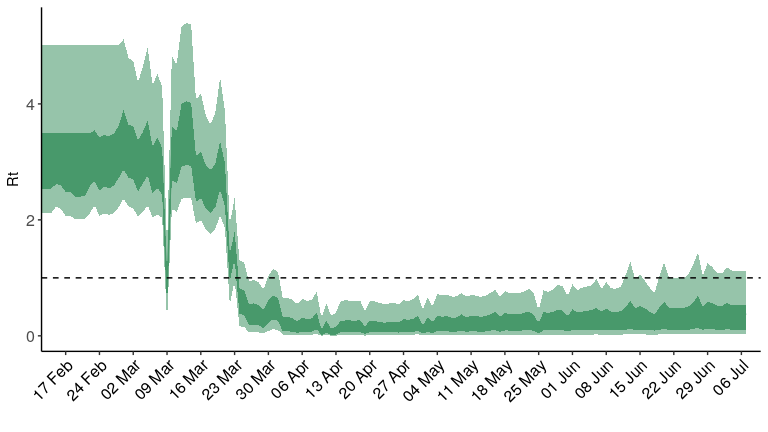 Rt
4
2
0
17 Feb
24 Feb
02 Mar
09 Mar
16 Mar
23 Mar
30 Mar
06 Apr
13 Apr
20 Apr
27 Apr
04 May
11 May
18 May
25 May
01 Jun
08 Jun
15 Jun
22 Jun
29 Jun
06 Jul